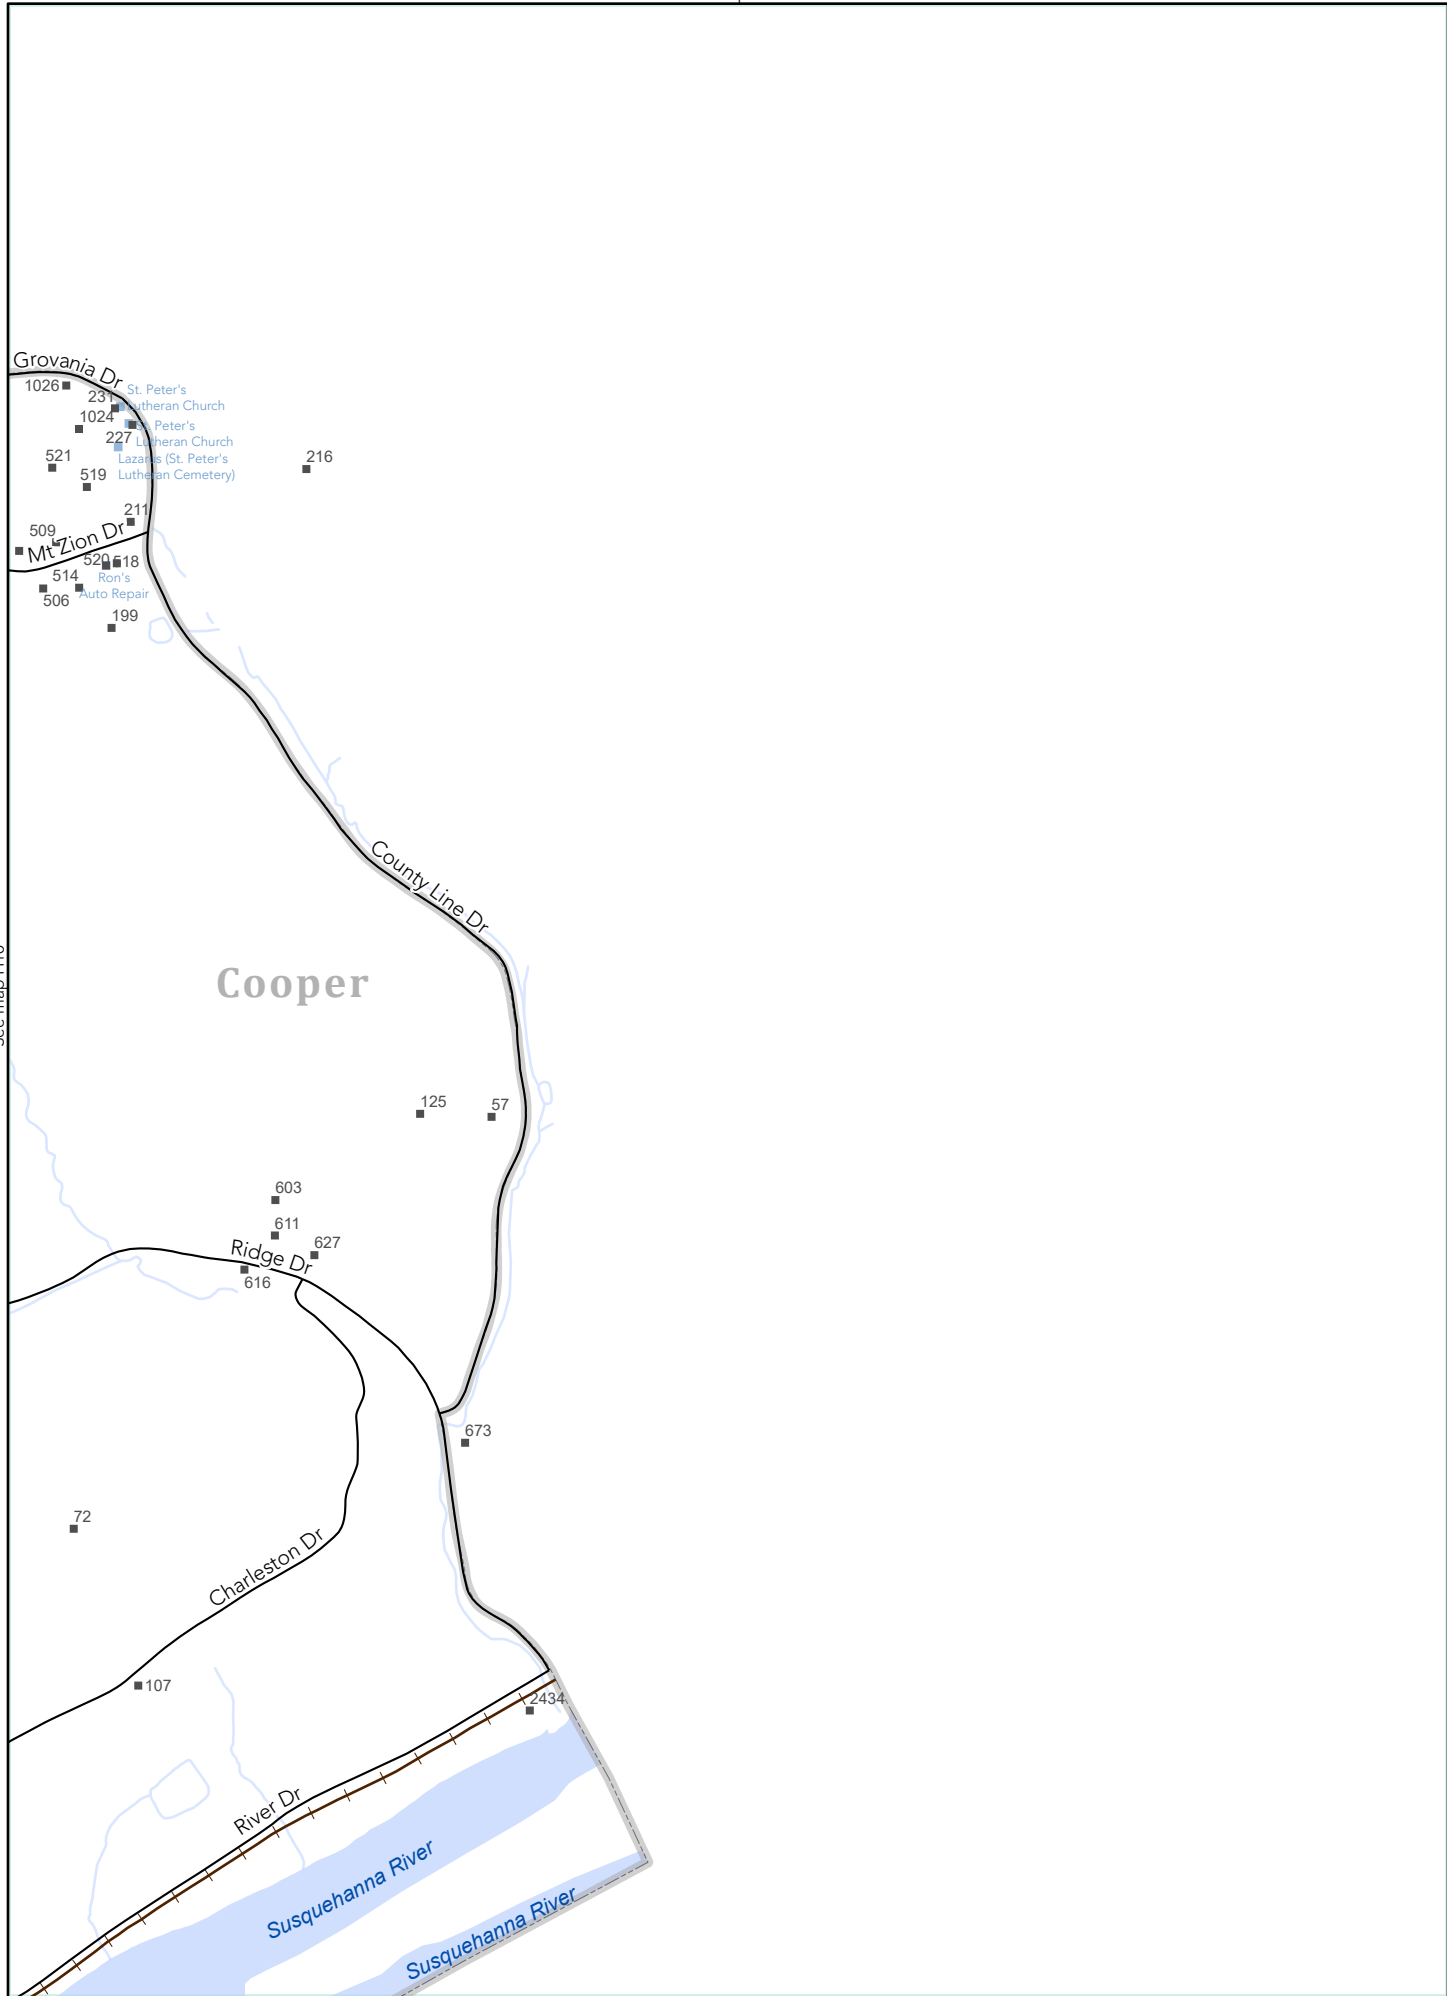 Grovania Dr
1026
231
St. Peter's
Lutheran Church
1024
St. Peter's
227
Lutheran Church
Lazarus (St. Peter's
Lutheran Cemetery)
521
519
216
211
509
Mt Zion Dr
520
518
514
Ron's
Auto Repair
506
199
County Line Dr
Cooper
125
57
603
611
627
Ridge Dr
616
673
72
Charleston Dr
107
2434
River Dr
Susquehanna River
Susquehanna River